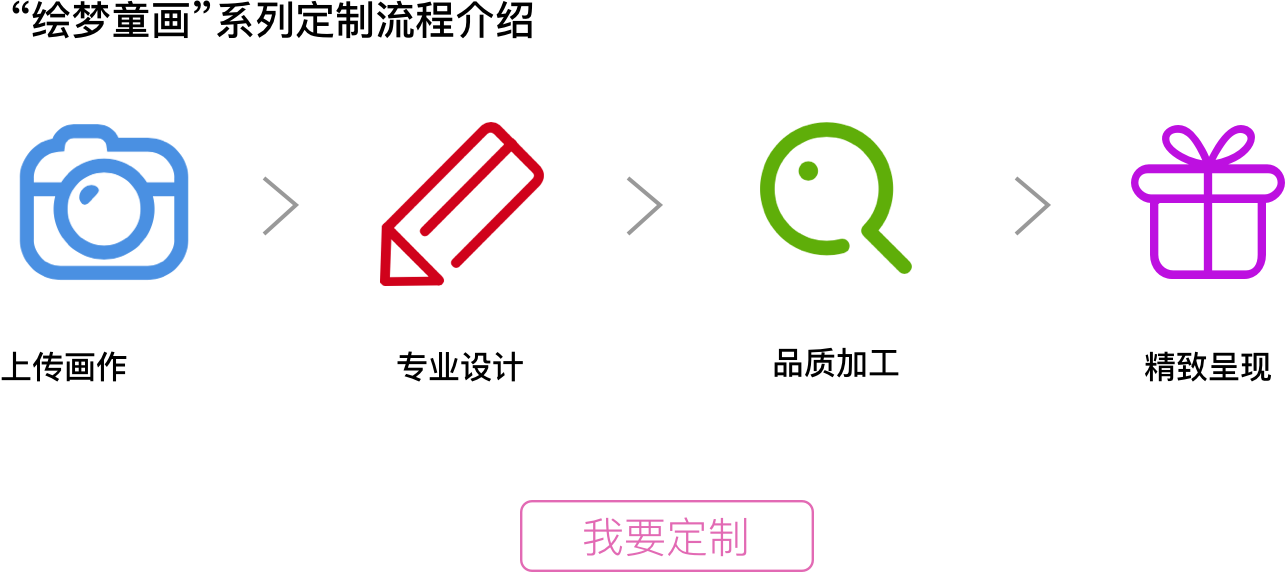 “绘梦童画”系列定制流程介绍
上传画作
专业设计
品质加工
精致呈现
我要定制